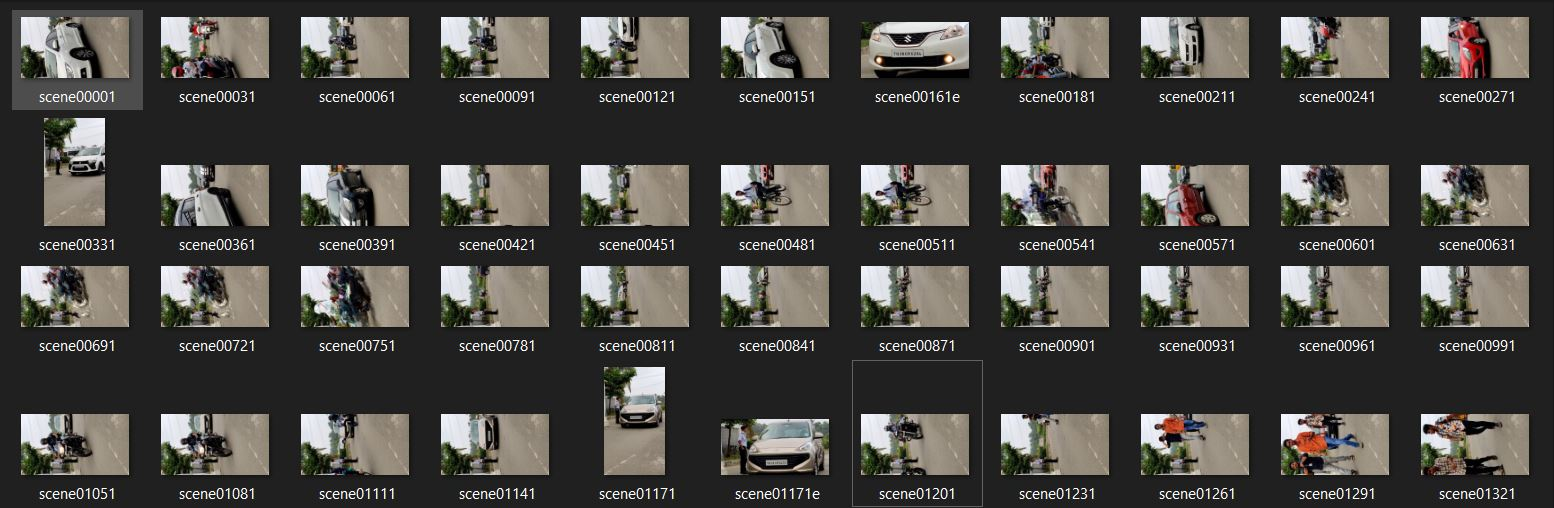 scene00001 scene00031 scene00061 scene00091 scene00121 scene00151 scene00161e scene00181 scene00211 scene00241 scene00271
scene00331 scene00361 scene00391 scene00421 scene00451 scene00481 scene00511 scene00541 scene00571 scene00601 scene00631
scene00691 scene00721 scene00751 scene00781 scene00811 scene00841 scene00871 scene00901 scene00931 scene00961 scene00991
scene01051 scene01081 scene01111 scene01141 scene01171 scene01171e scene01201 scene01231 scene01261 scene01291 scene01321